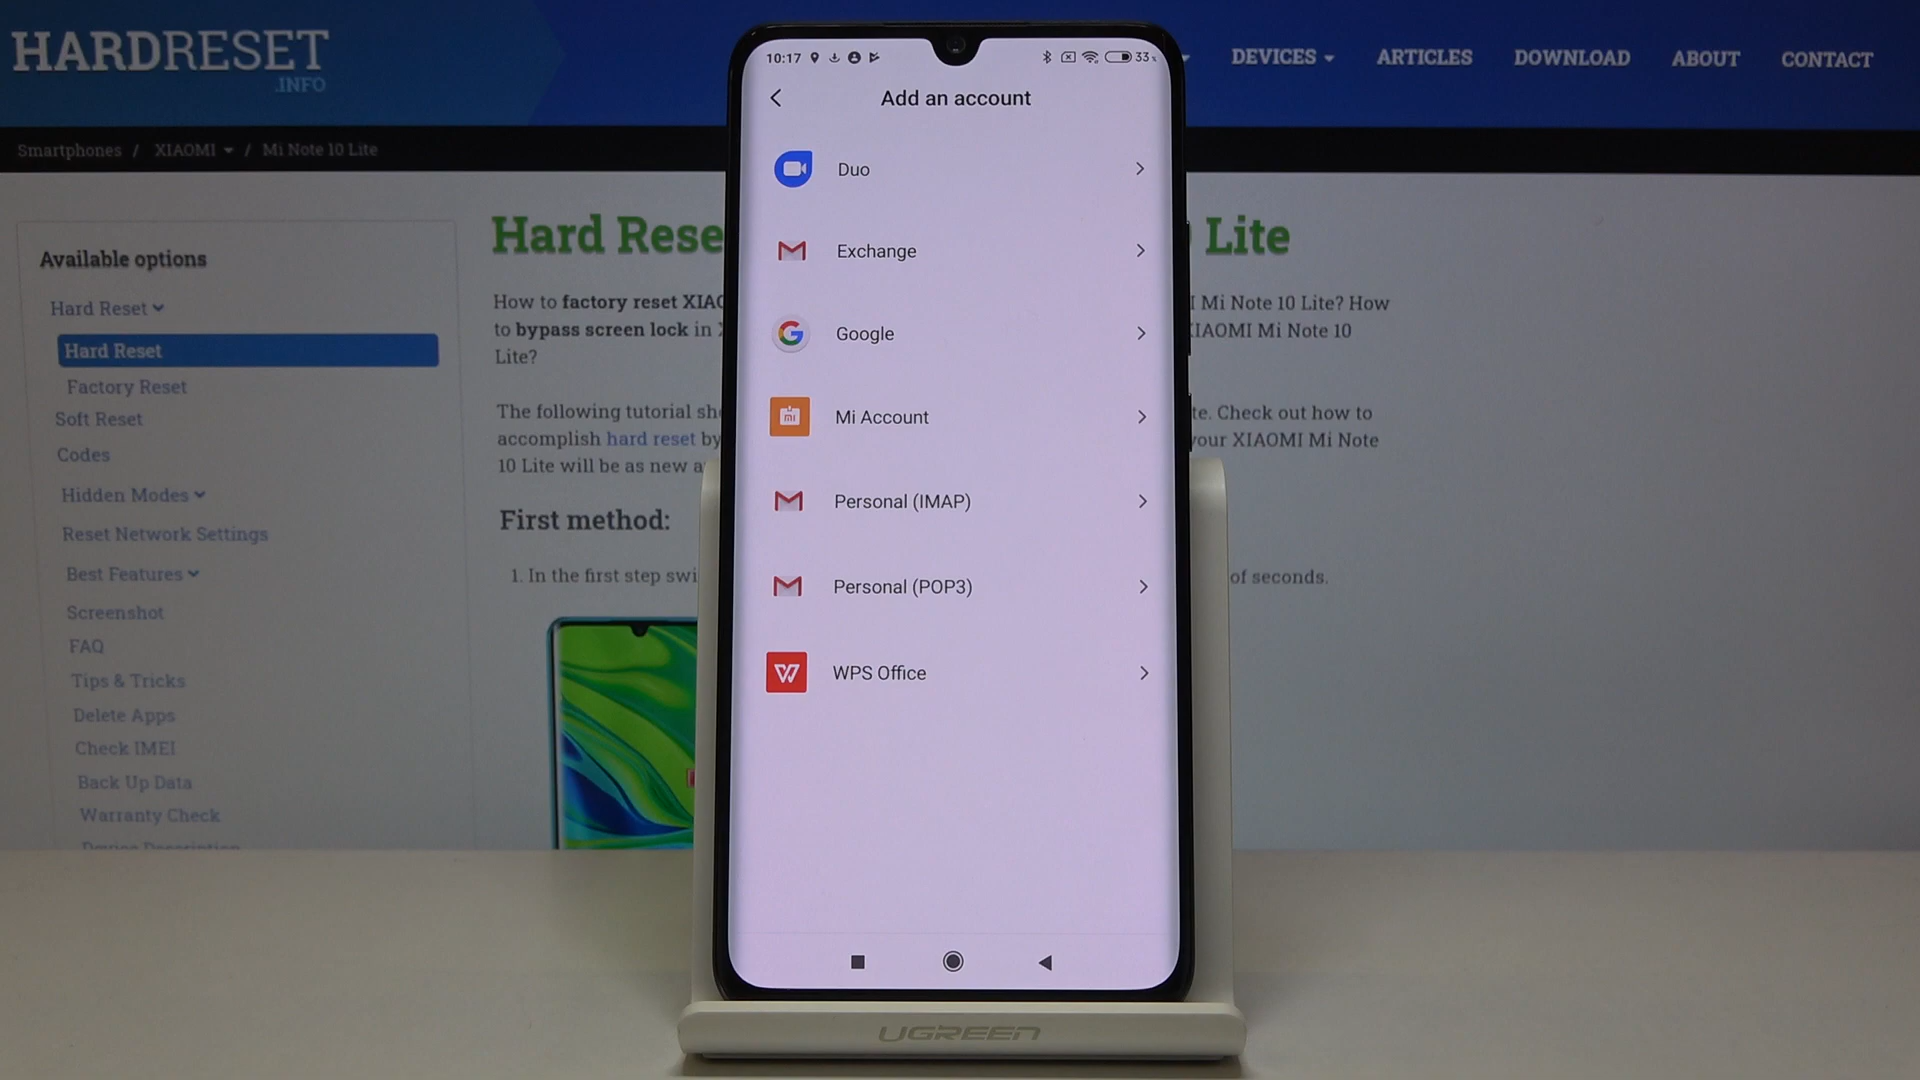 HARDRESET
.INFO
DEVICES
ARTICLES
DOWNLOAD
ABOUT
CONTACT
Smartphones / XIAOMI / Mi Note 10 Lite
Available options
Hard Reset
Hard Reset
Factory Reset
Soft Reset
Codes
Hidden Modes
Reset Network Settings
Best Features
Screenshot
FAQ
Tips & Tricks
Delete Apps
Check IMEI
Back Up Data
Warranty Check
Device Description
Hard Rese
Lite
How to factory reset XIAO
Mi Note 10 Lite? How
to bypass screen lock in
XIAOMI Mi Note 10
Lite?
The following tutorial sh
te. Check out how to
accomplish hard reset by
your XIAOMI Mi Note
10 Lite will be as new a
First method:
1. In the first step swi
of seconds.
10:17
33
Add an account
Duo
Exchange
Google
Mi Account
Personal (IMAP)
Personal (POP3)
WPS Office
UGREEN